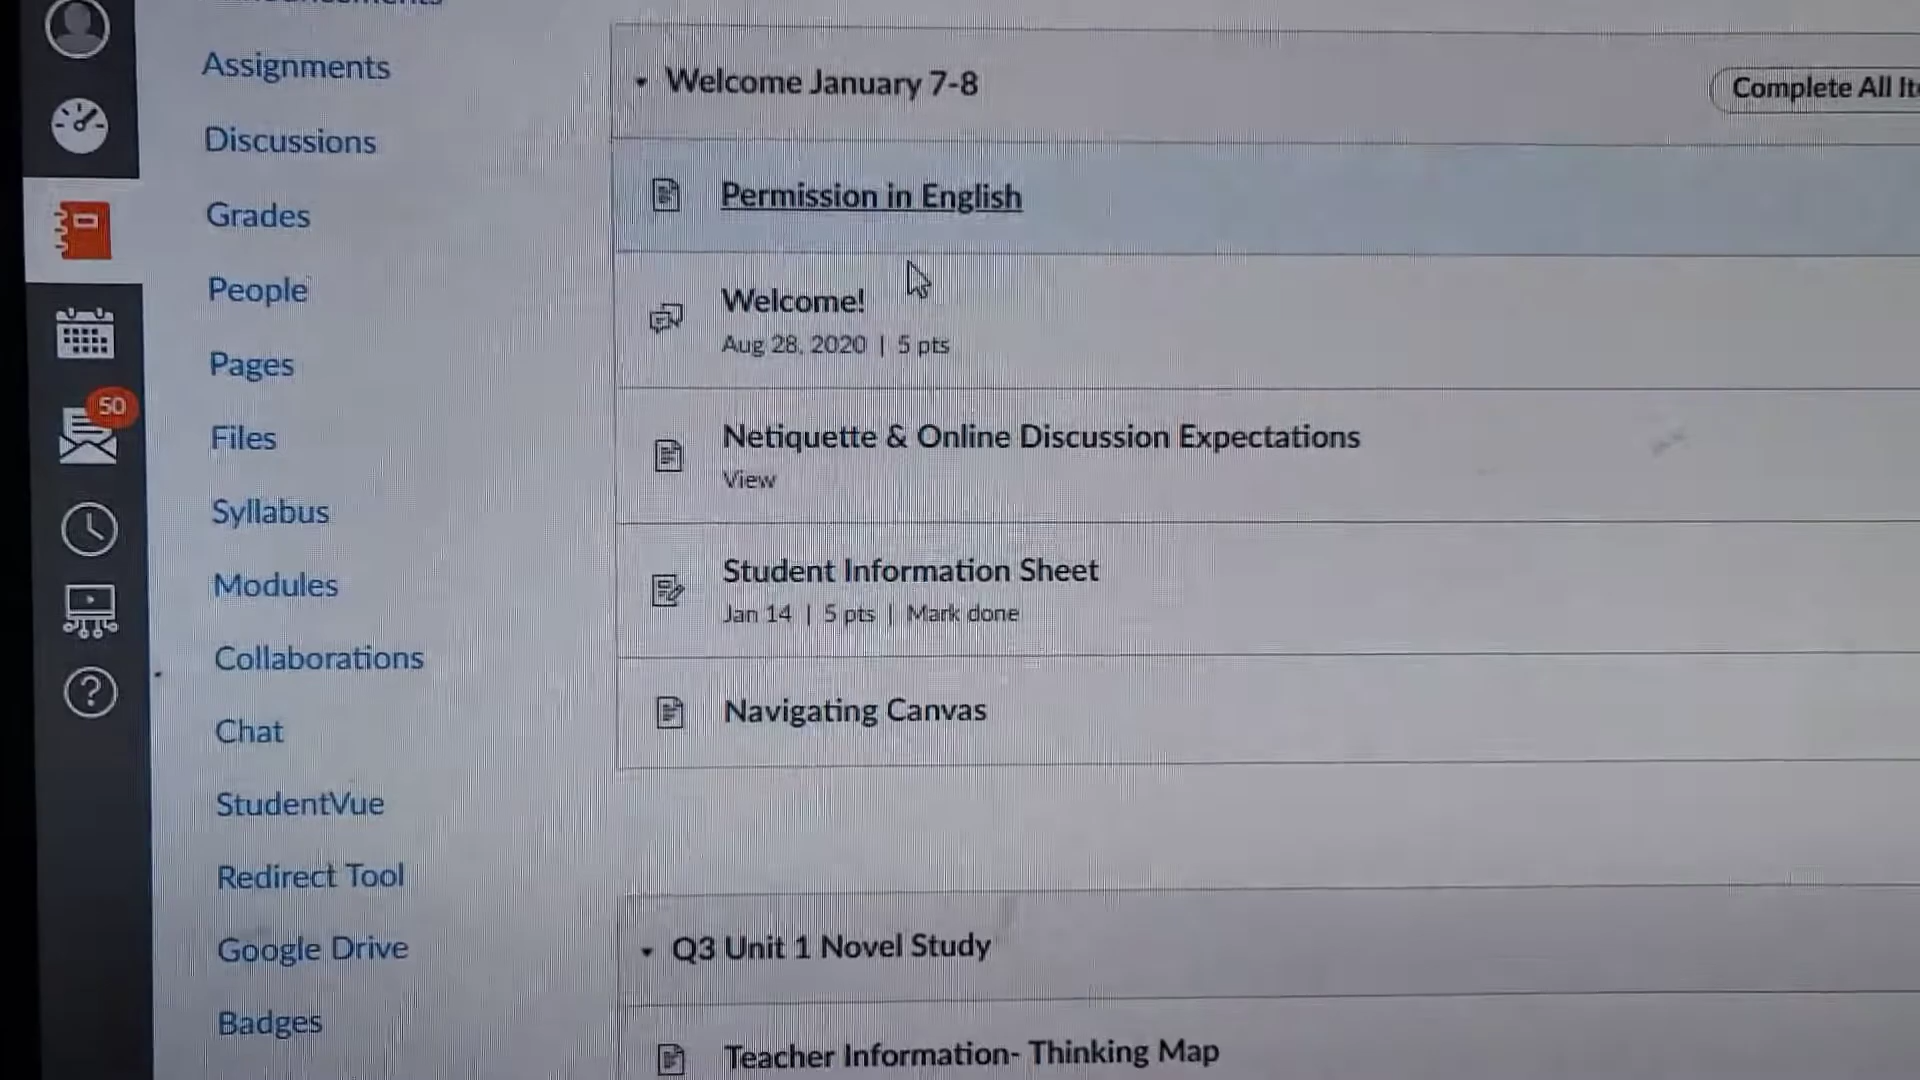 Assignments
Discussions
Grades
People
Pages
50
Files
Syllabus
Modules
Collaborations
Chat
StudentVue
Redirect Tool
Google Drive
Badges
Welcome January 7-8
Complete All
Permission in English
Welcome!
Aug 28, 2020 | 5 pts
Netiquette & Online Discussion Expectations
View
Student Information Sheet
Jan 14 | 5 pts | Mark done
Navigating Canvas
Q3 Unit 1 Novel Study
Teacher Information- Thinking Map